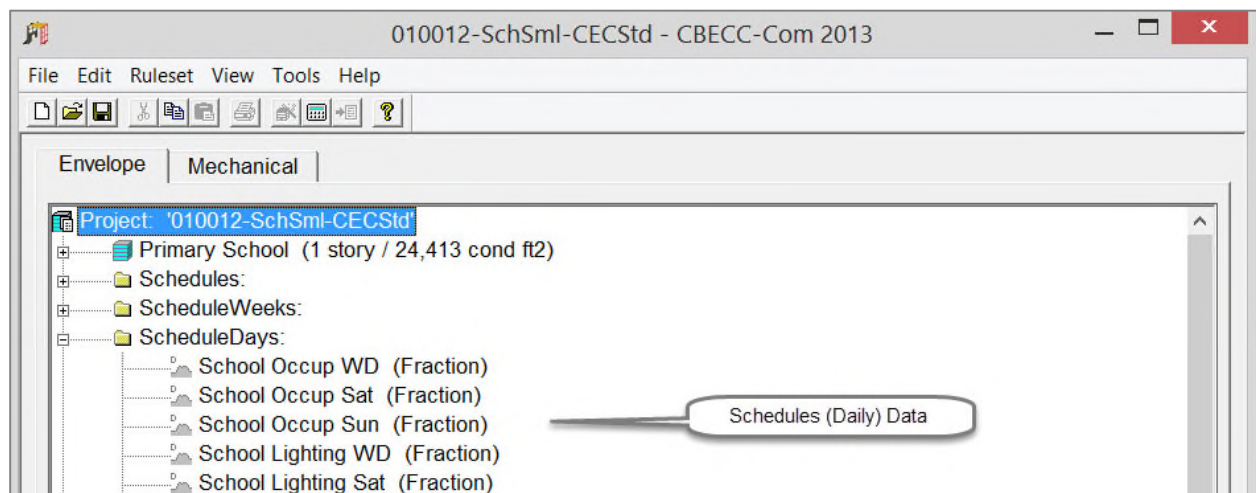 010012-SchSml-CECStd - CBECC-Com 2013
File Edit Ruleset View Tools Help
Envelope Mechanical
Project: '010012-SchSml-CECStd'
Primary School (1 story / 24,413 cond ft2)
Schedules:
ScheduleWeeks:
ScheduleDays:
School Occup WD (Fraction)
School Occup Sat (Fraction)
School Occup Sun (Fraction)
Schedules (Daily) Data
School Lighting WD (Fraction)
School Lighting Sat (Fraction)